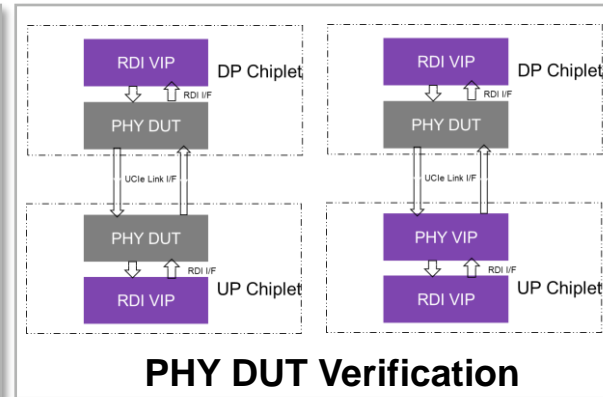 RDI VIP
DP Chiplet
RDI I/F
PHY DUT
UCIe Link I/F
PHY DUT
RDI I/F
UP Chiplet
RDI VIP
RDI VIP
DP Chiplet
RDI I/F
PHY DUT
UCIe Link I/F
PHY VIP
RDI I/F
UP Chiplet
RDI VIP
PHY DUT Verification